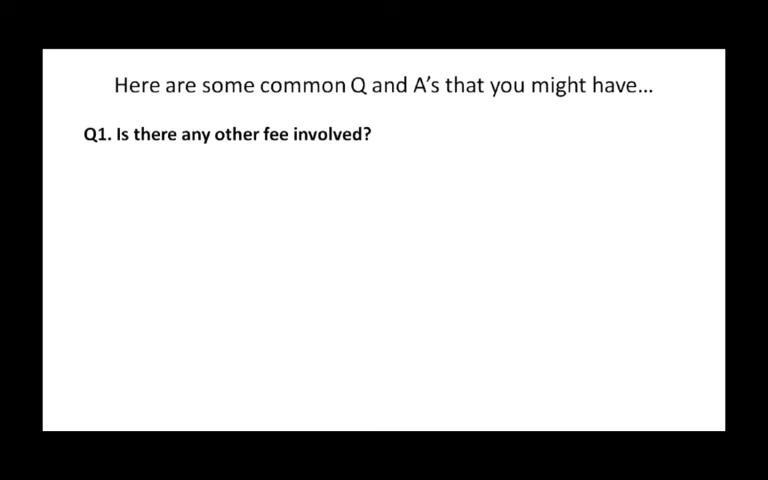 Here are some common Q and A’s that you might have…
Q1. Is there any other fee involved?